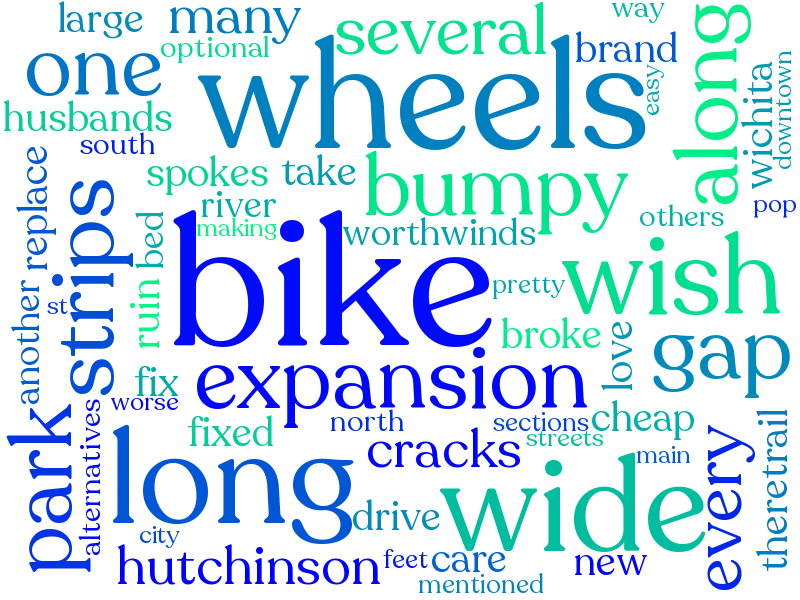 large
many
way
optional
several
brand
one
wheels
easy
along
wichita
downtown
husbands
south
spokes
take
bumpy
replace
strips
bed
river
making
worthwinds
others
pop
bike
pretty
wish
another
st
ruin
broke
love
gap
fix
expansion
worse
park
alternatives
fixed
north
sections
cheap
streets
cracks
main
every
theretrail
long
wide
drive
city
hutchinson
feet
care
new
mentioned